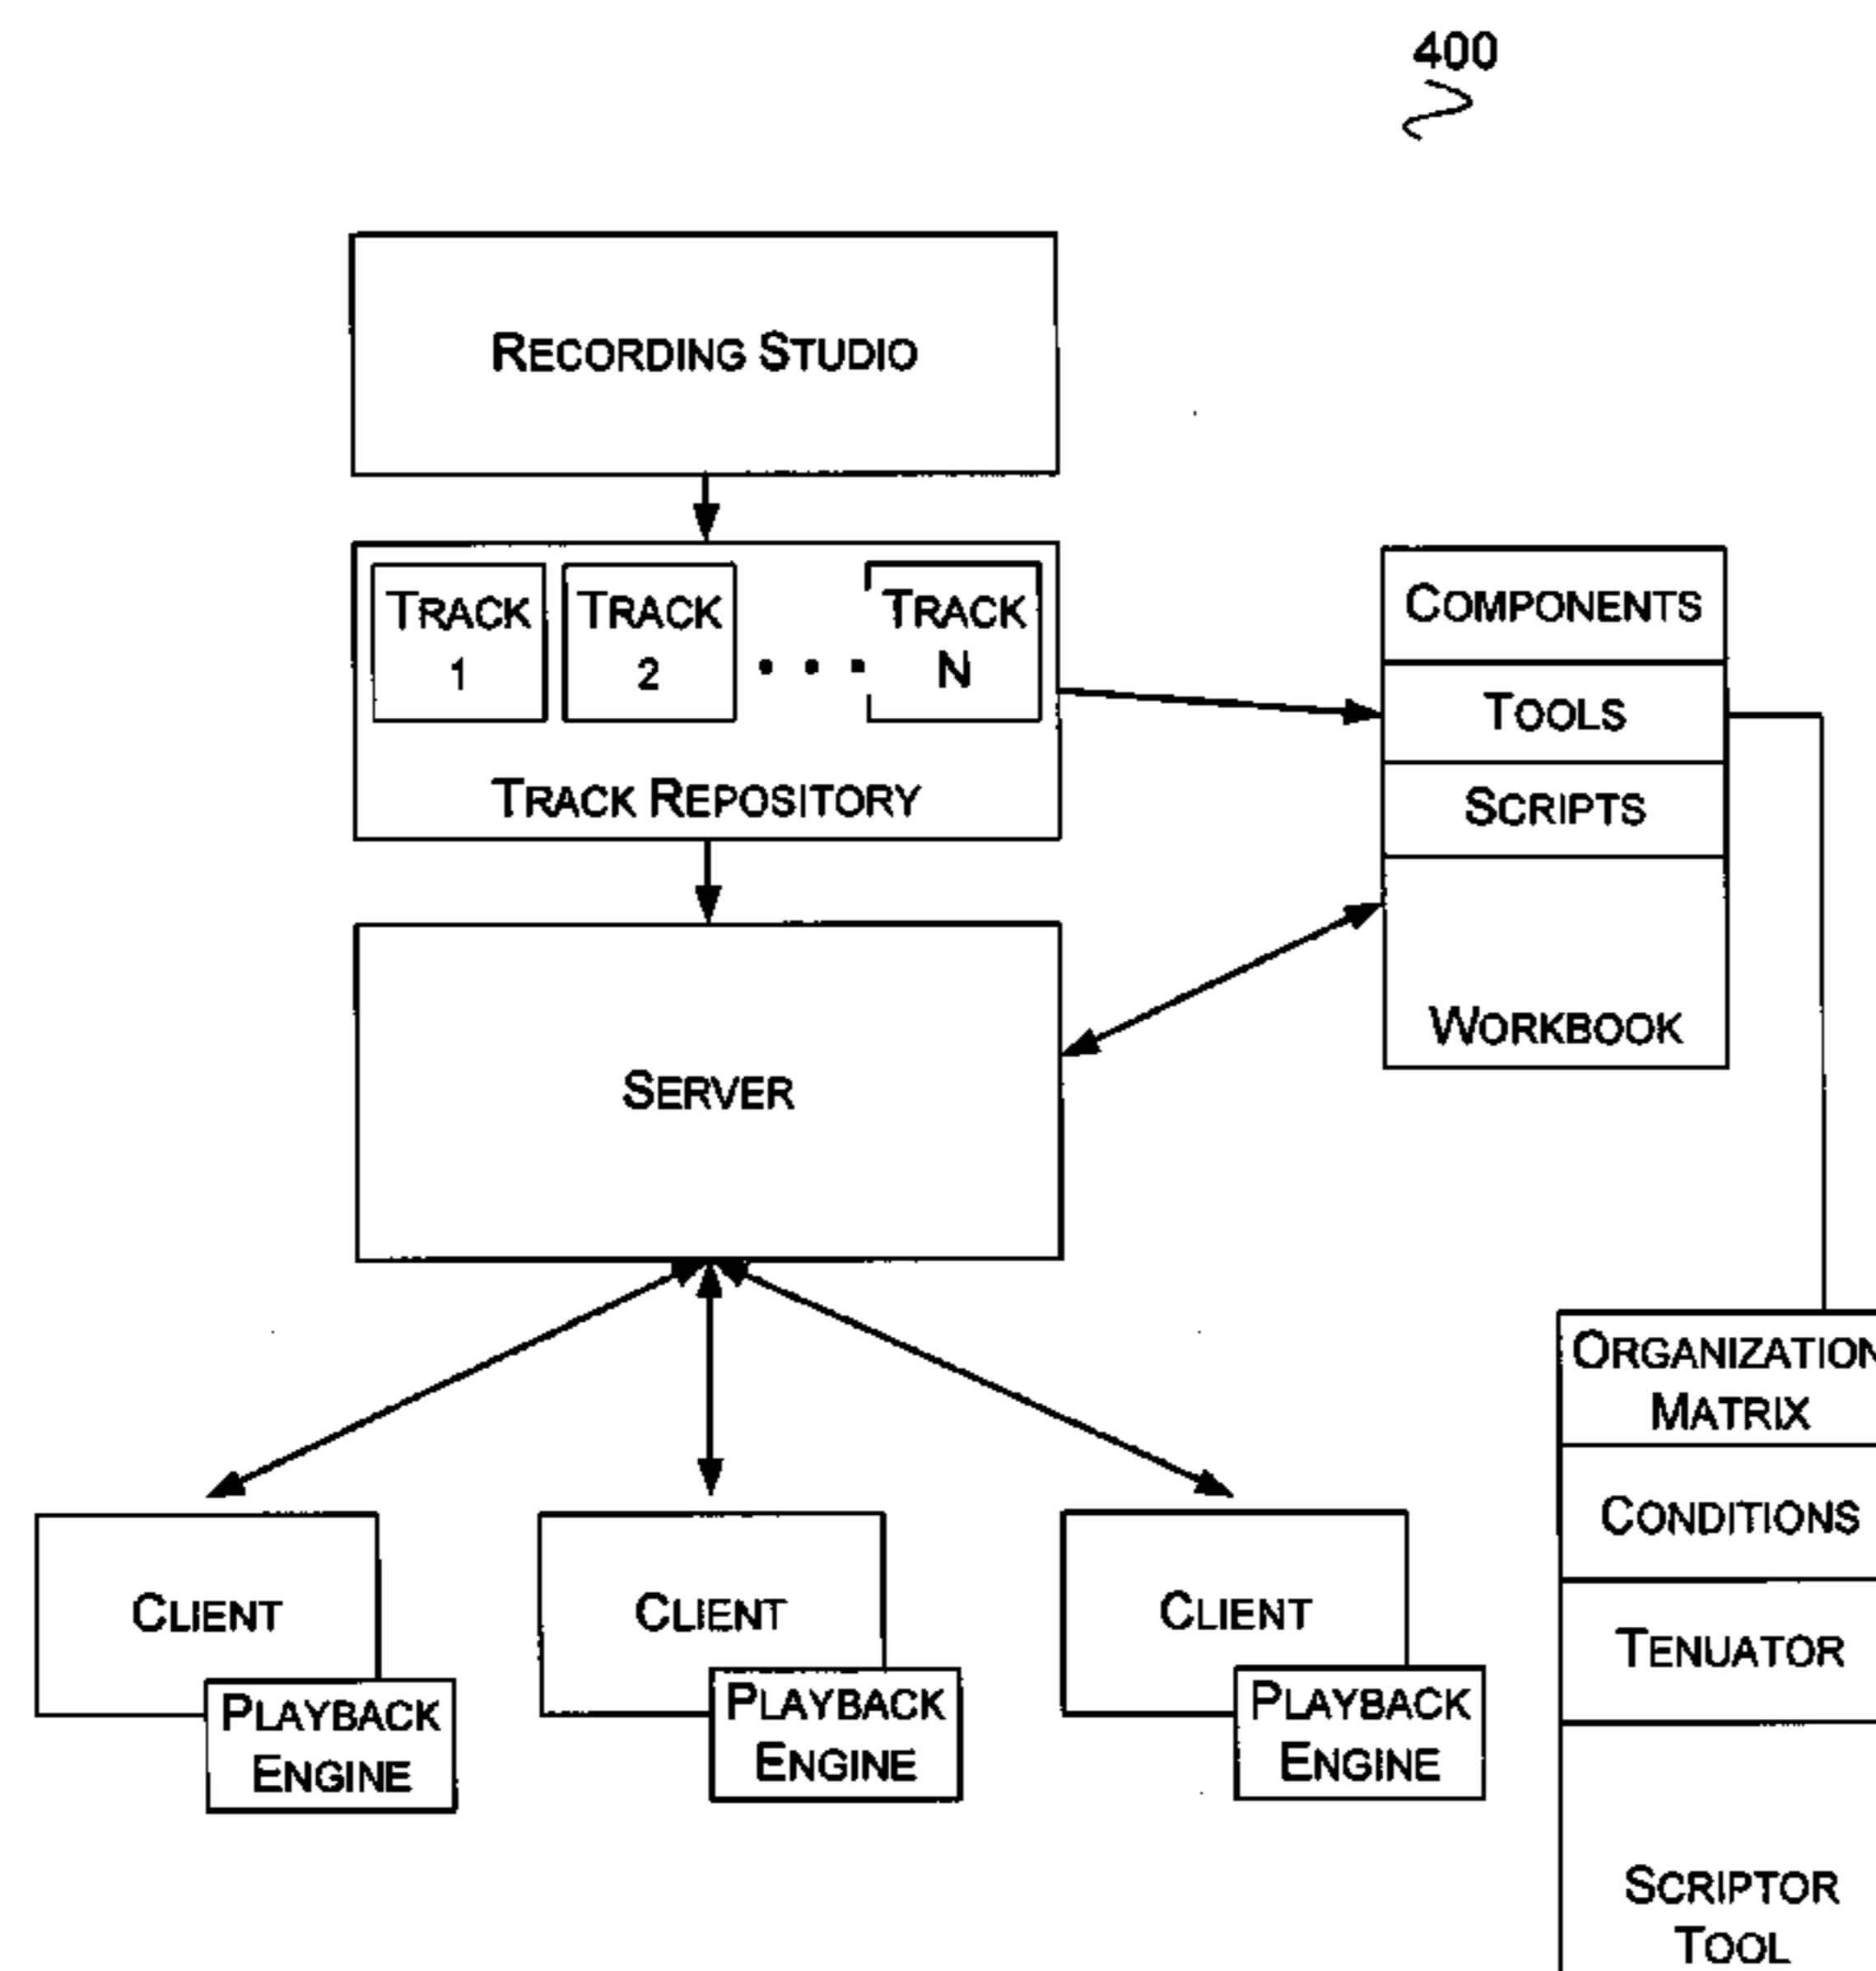 400
RECORDING STUDIO
TRACK
1
TRACK
2
• • •
TRACK
N
TRACK REPOSITORY
COMPONENTS
TOOLS
SCRIPTS
WORKBOOK
SERVER
CLIENT
PLAYBACK
ENGINE
CLIENT
PLAYBACK
ENGINE
CLIENT
PLAYBACK
ENGINE
ORGANIZATION
MATRIX
CONDITIONS
TENUATOR
SCRIPTOR
TOOL